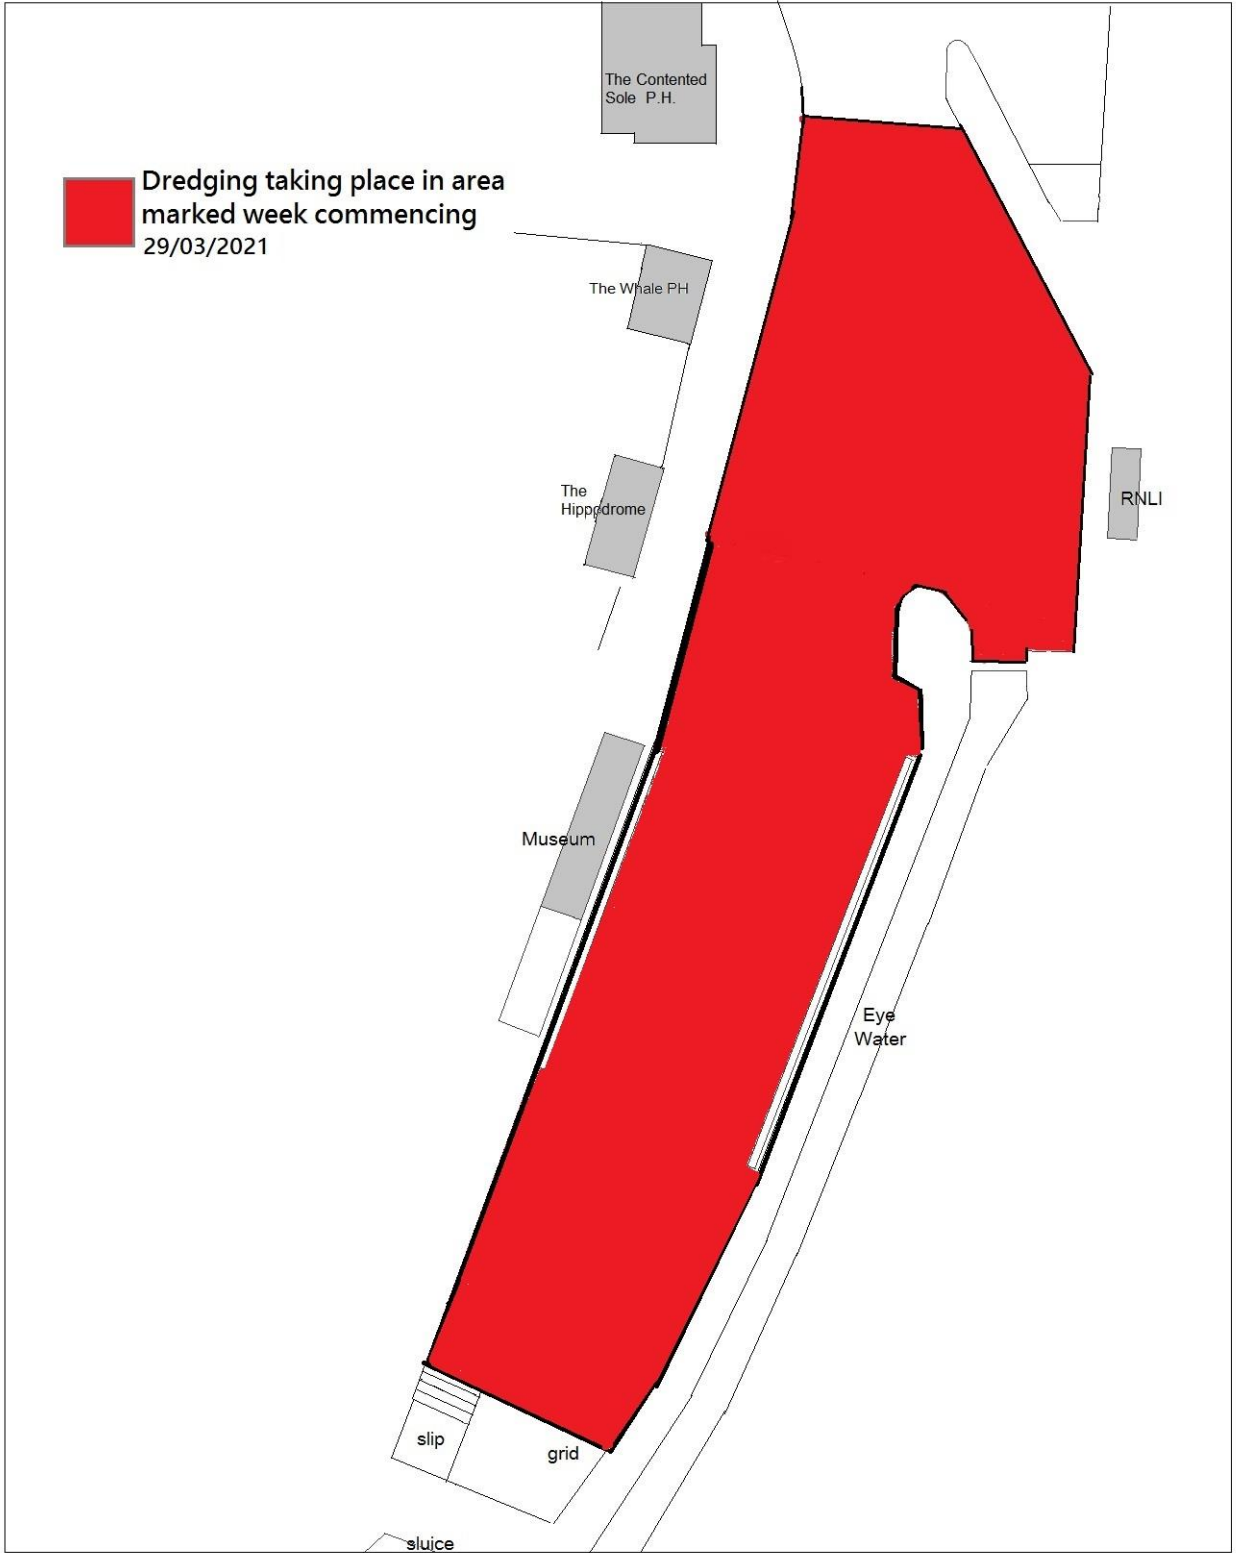 The Contented
Sole P.H.
Dredging taking place in area
marked week commencing
29/03/2021
The Whale PH
The
Hippodrome
RNLI
Museum
Eye
Water
slip
grid
sluice